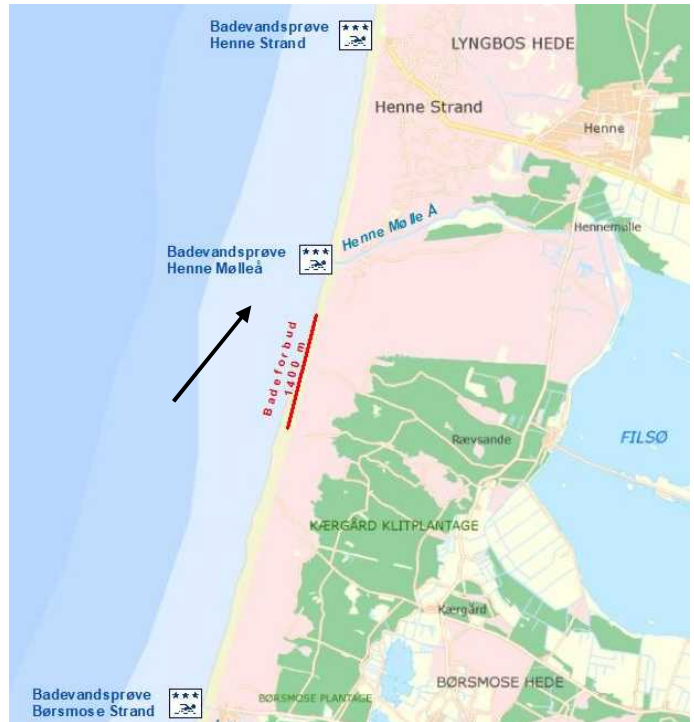 Badevandsprøve
Henne Strand
LYNGBOS HEDE
Henne Strand
Henne
Henne Mølle Å
Hennemølle
Badevandsprøve
Henne Mølleå
Badeforbud
1400 m
Rævsande
FILSØ
KÆRGÅRD KLITPLANTAGE
Kærgård
BØRSMOSE HEDE
BØRSMOSE PLANTAGE
Badevandsprøve
Børsmose Strand